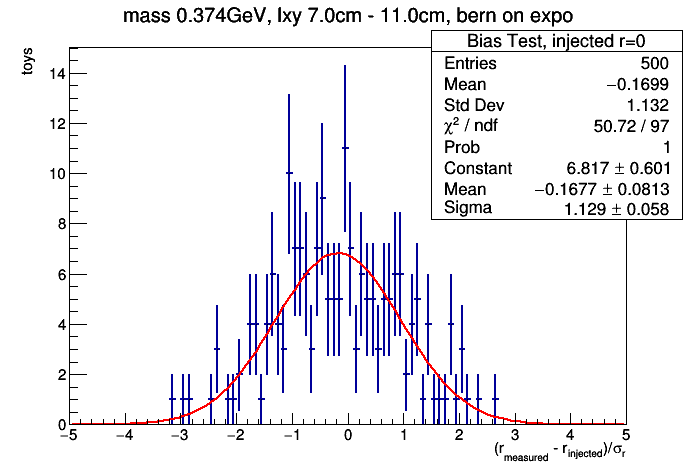 mass 0.374GeV, lxy 7.0cm - 11.0cm, bern on expo
Bias Test, injected r=0
Entries 500
Mean −0.1699
Std Dev 1.132
χ² / ndf 50.72 / 97
Prob 1
Constant 6.817 ± 0.601
Mean −0.1677 ± 0.0813
Sigma 1.129 ± 0.058
toys
14
12
10
8
6
4
2
0
−5 −4 −3 −2 −1 0 1 2 3 4 5
(r_measured - r_injected)/σ_r